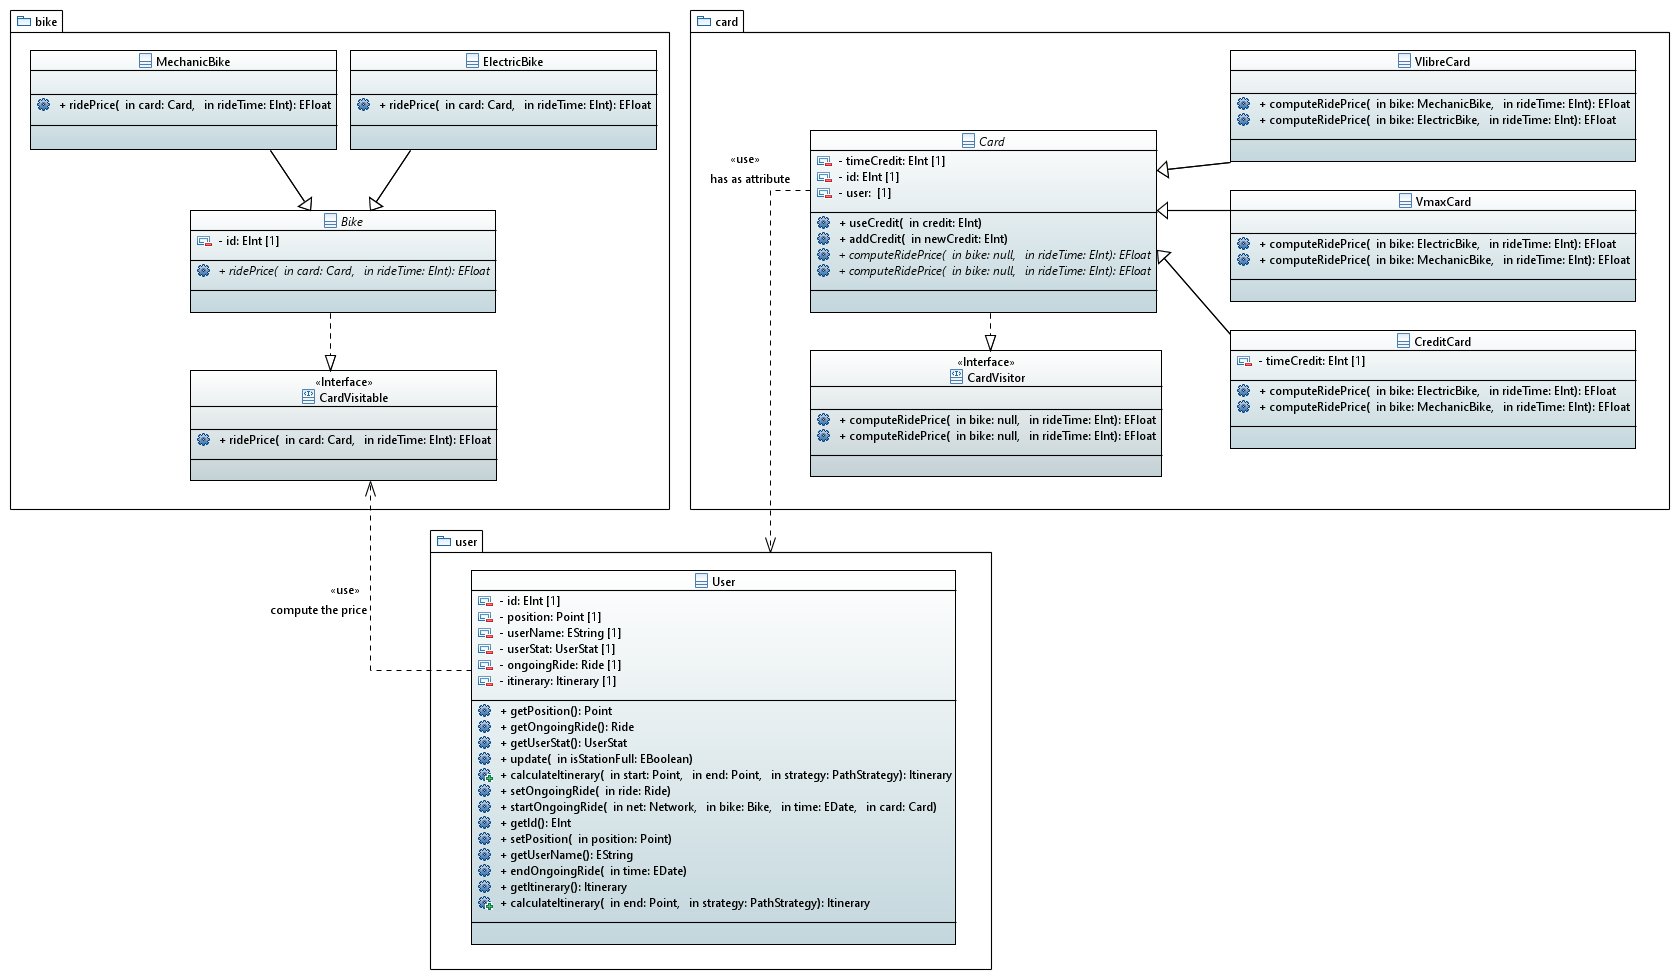 bike
MechanicBike
+ ridePrice( in card: Card, in rideTime: EInt): EFloat
ElectricBike
+ ridePrice( in card: Card, in rideTime: EInt): EFloat
Bike
- id: EInt [1]
+ ridePrice( in card: Card, in rideTime: EInt): EFloat
«Interface»
CardVisitable
+ ridePrice( in card: Card, in rideTime: EInt): EFloat
card
«use»
has as attribute
Card
- timeCredit: EInt [1]
- id: EInt [1]
- user: [1]
+ useCredit( in credit: EInt)
+ addCredit( in newCredit: EInt)
+ computeRidePrice( in bike: null, in rideTime: EInt): EFloat
+ computeRidePrice( in bike: null, in rideTime: EInt): EFloat
«Interface»
CardVisitor
+ computeRidePrice( in bike: null, in rideTime: EInt): EFloat
+ computeRidePrice( in bike: null, in rideTime: EInt): EFloat
VlibreCard
+ computeRidePrice( in bike: MechanicBike, in rideTime: EInt): EFloat
+ computeRidePrice( in bike: ElectricBike, in rideTime: EInt): EFloat
VmaxCard
+ computeRidePrice( in bike: ElectricBike, in rideTime: EInt): EFloat
+ computeRidePrice( in bike: MechanicBike, in rideTime: EInt): EFloat
CreditCard
- timeCredit: EInt [1]
+ computeRidePrice( in bike: ElectricBike, in rideTime: EInt): EFloat
+ computeRidePrice( in bike: MechanicBike, in rideTime: EInt): EFloat
«use»
compute the price
user
User
- id: EInt [1]
- position: Point [1]
- userName: EString [1]
- userStat: UserStat [1]
- ongoingRide: Ride [1]
- itinerary: Itinerary [1]
+ getPosition(): Point
+ getOngoingRide(): Ride
+ getUserStat(): UserStat
+ update( in isStationFull: EBoolean)
+ calculateItinerary( in start: Point, in end: Point, in strategy: PathStrategy): Itinerary
+ setOngoingRide( in ride: Ride)
+ startOngoingRide( in net: Network, in bike: Bike, in time: EDate, in card: Card)
+ getId(): EInt
+ setPosition( in position: Point)
+ getUserName(): EString
+ endOngoingRide( in time: EDate)
+ getItinerary(): Itinerary
+ calculateItinerary( in end: Point, in strategy: PathStrategy): Itinerary